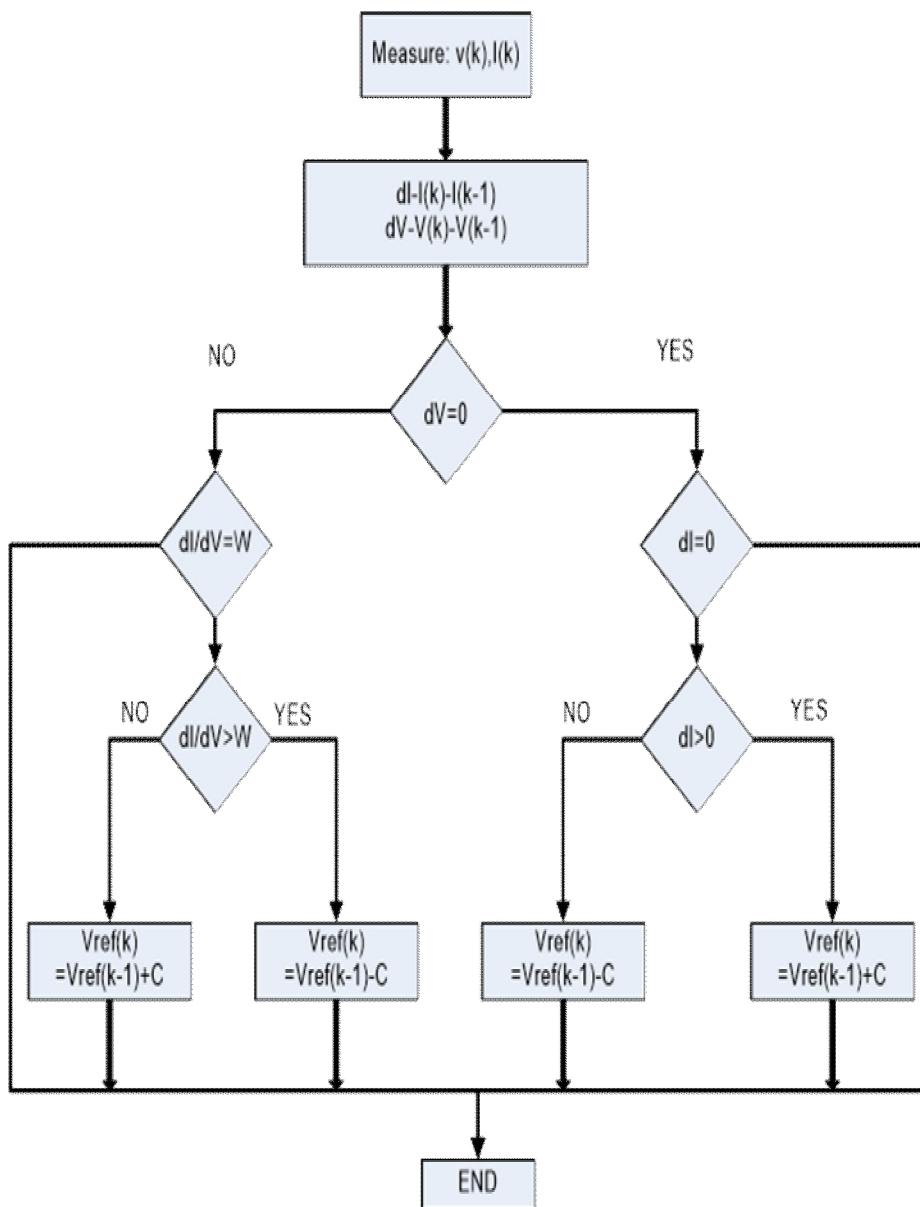 Measure: v(k),I(k)
dI-I(k)-I(k-1)
dV-V(k)-V(k-1)
NO
YES
dV=0
dI/dV=W
dI=0
NO
YES
dI/dV>W
NO
YES
dI>0
Vref(k)
=Vref(k-1)+C
Vref(k)
=Vref(k-1)-C
Vref(k)
=Vref(k-1)-C
Vref(k)
=Vref(k-1)+C
END